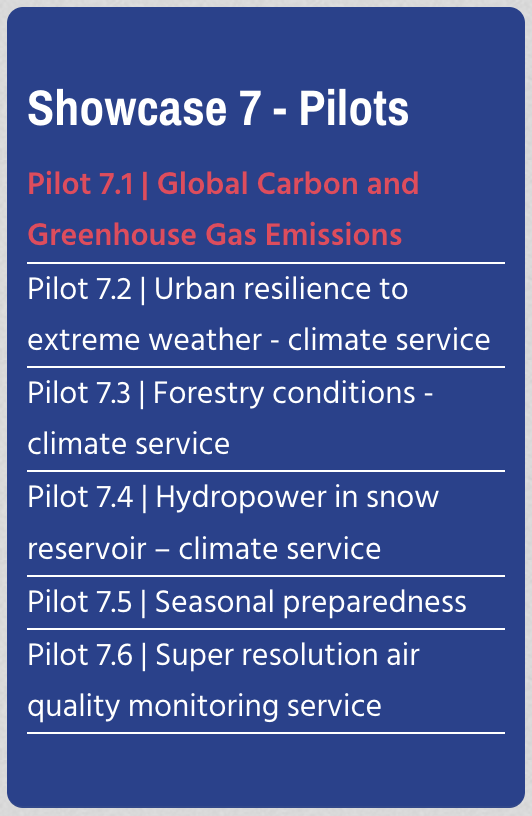 Showcase 7 - Pilots
Pilot 7.1 | Global Carbon and
Greenhouse Gas Emissions
Pilot 7.2 | Urban resilience to
extreme weather - climate service
Pilot 7.3 | Forestry conditions -
climate service
Pilot 7.4 | Hydropower in snow
reservoir – climate service
Pilot 7.5 | Seasonal preparedness
Pilot 7.6 | Super resolution air
quality monitoring service